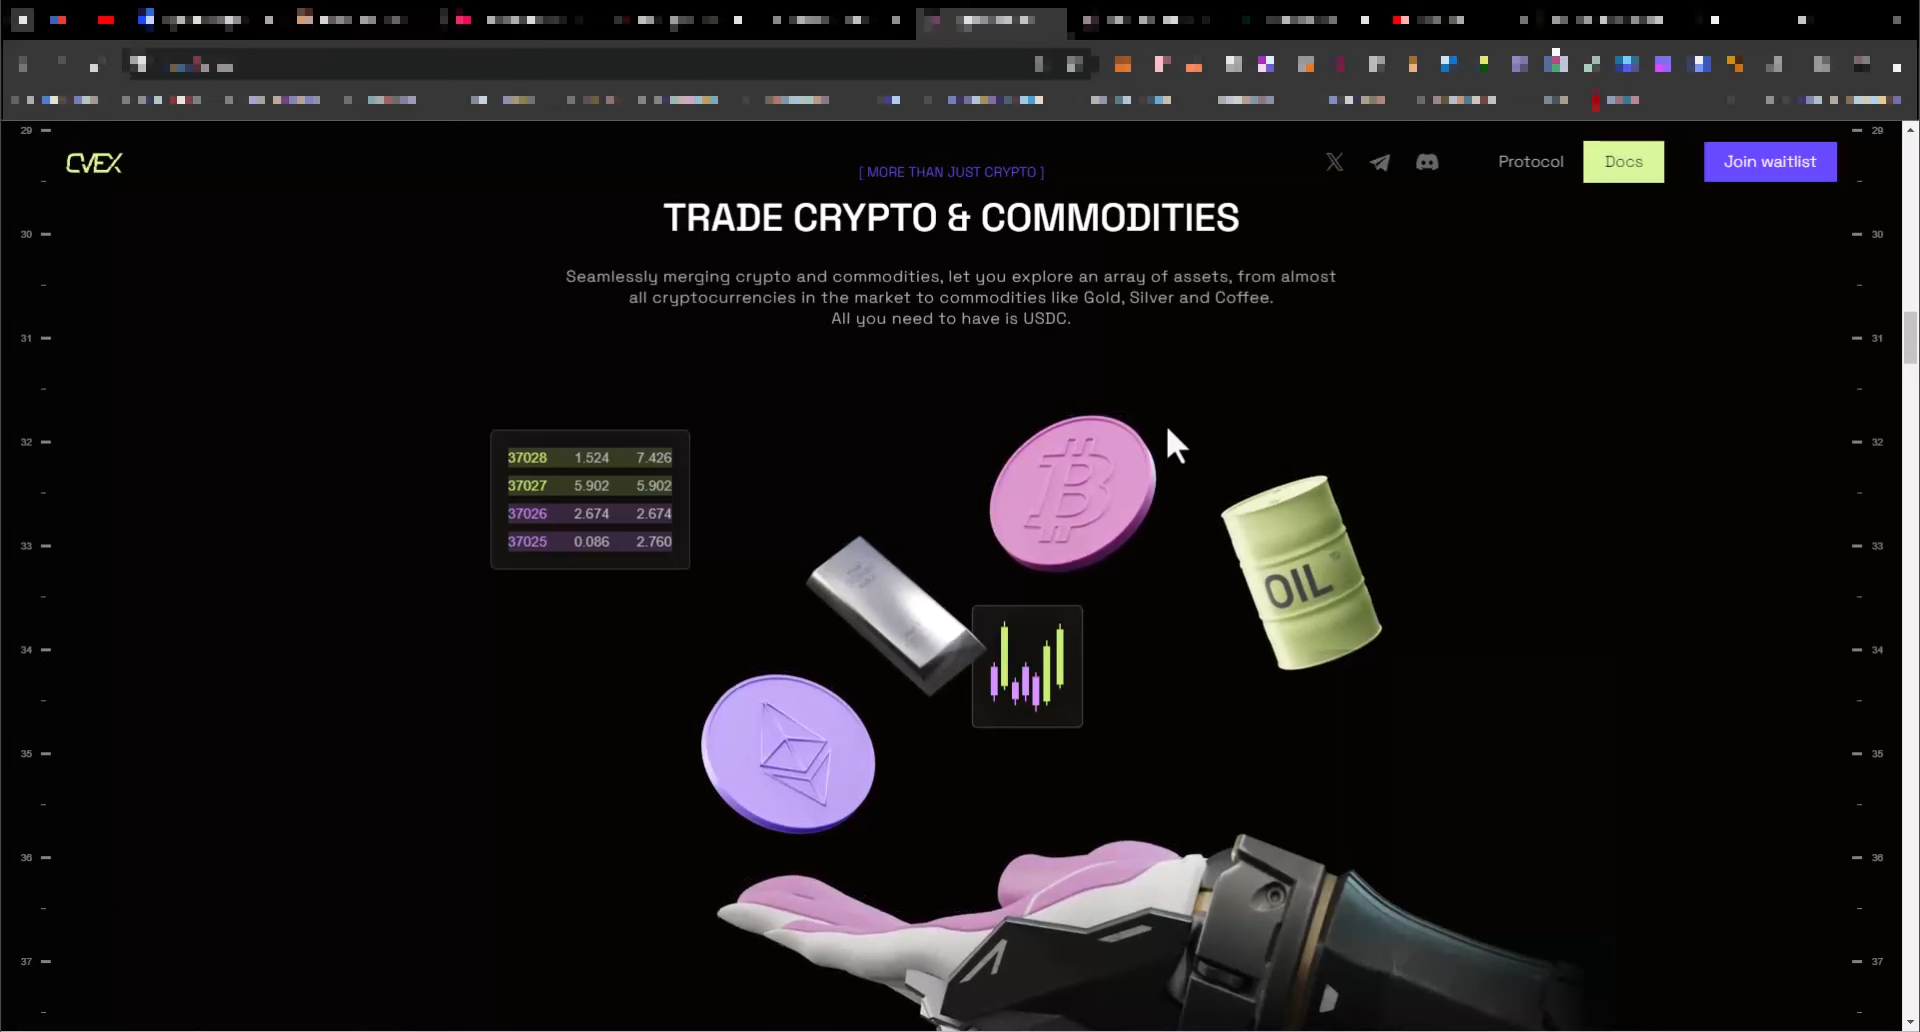 29
29
CVEX
[ MORE THAN JUST CRYPTO ]
Protocol
Docs
Join waitlist
TRADE CRYPTO & COMMODITIES
30
30
Seamlessly merging crypto and commodities, let you explore an array of assets, from almost
all cryptocurrencies in the market to commodities like Gold, Silver and Coffee.
All you need to have is USDC.
31
31
32
32
37028 1.524 7.426
37027 5.902 5.902
37026 2.674 2.674
37025 0.086 2.760
33
33
OIL
34
34
35
35
36
36
37
37